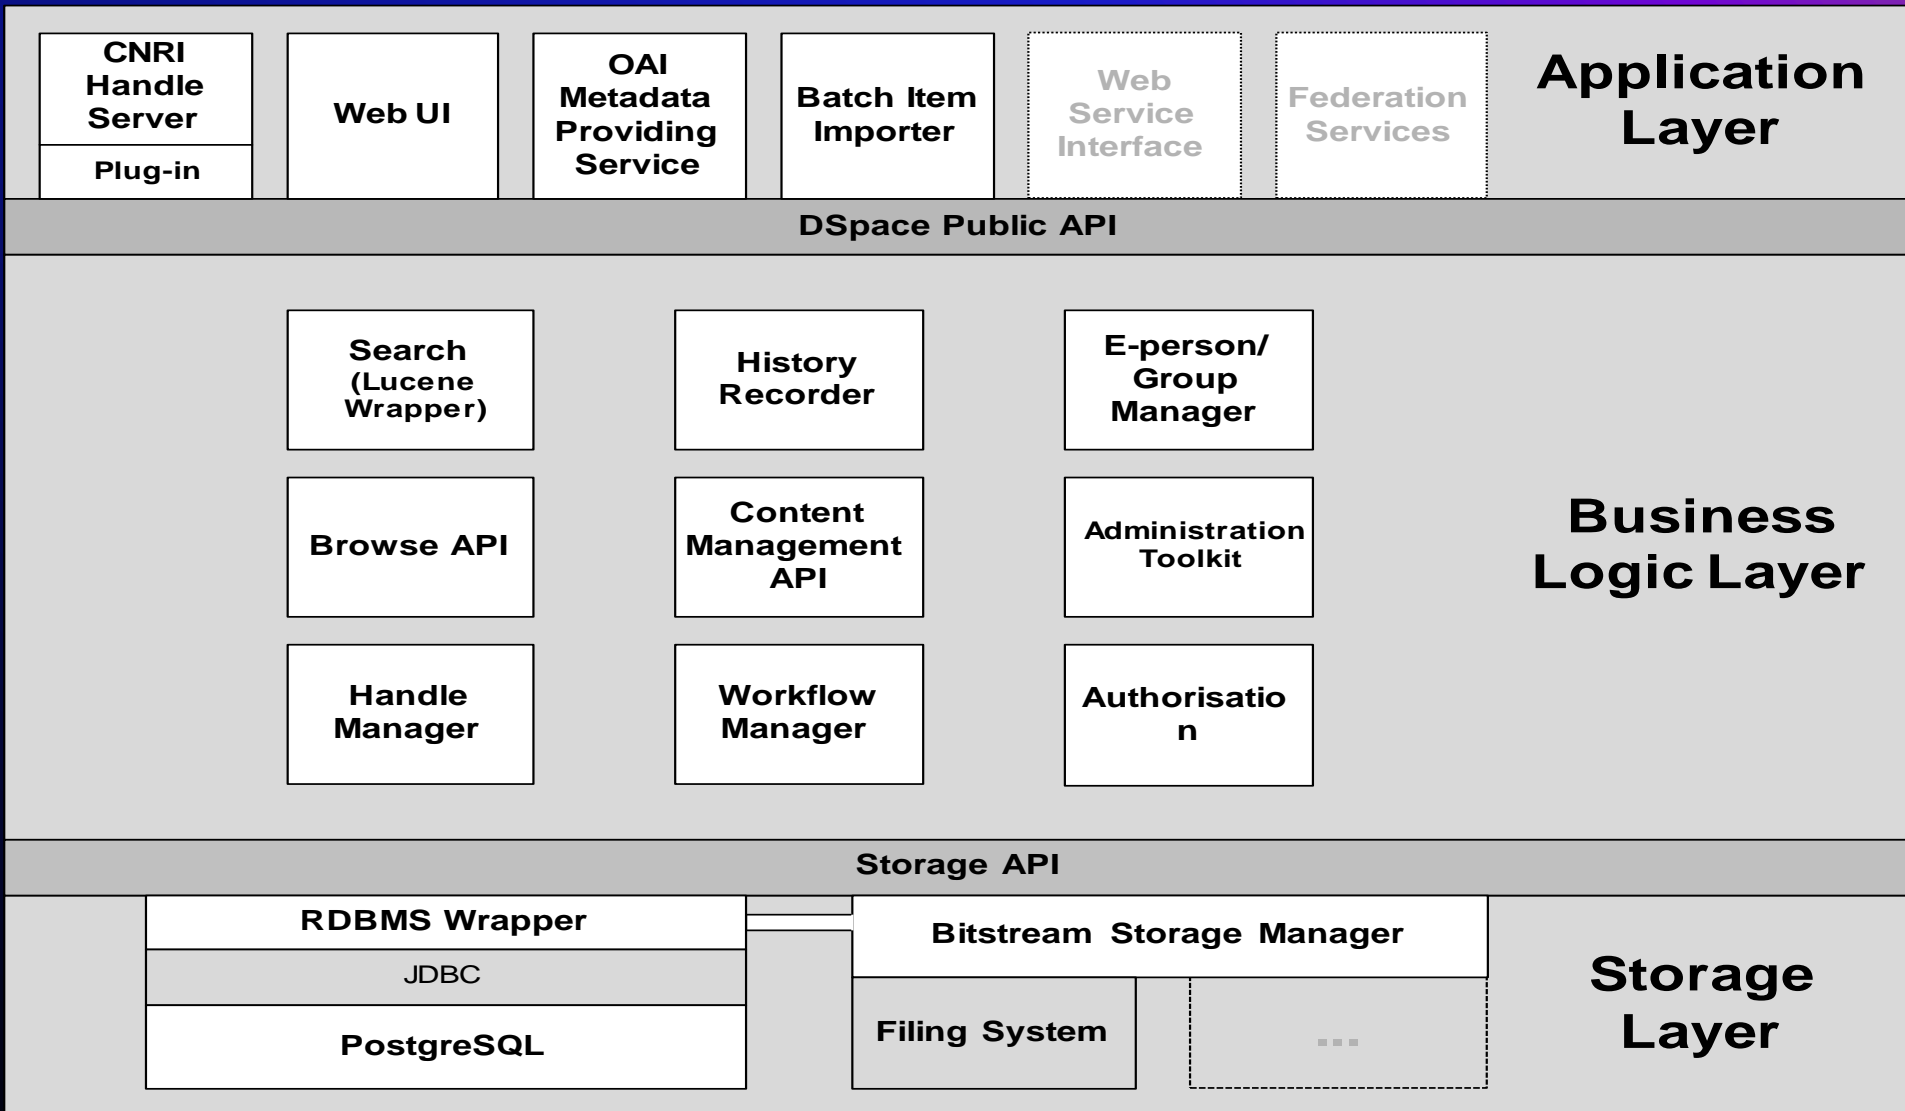 CNRI
Handle
Server
Plug-in
Web UI
OAI
Metadata
Providing
Service
Batch Item
Importer
Web
Service
Interface
Federation
Services
Application
Layer
DSpace Public API
Search
(Lucene
Wrapper)
History
Recorder
E-person/
Group
Manager
Browse API
Content
Management
API
Administration
Toolkit
Business
Logic Layer
Handle
Manager
Workflow
Manager
Authorisatio
n
Storage API
RDBMS Wrapper
JDBC
PostgreSQL
Bitstream Storage Manager
Filing System
...
Storage
Layer